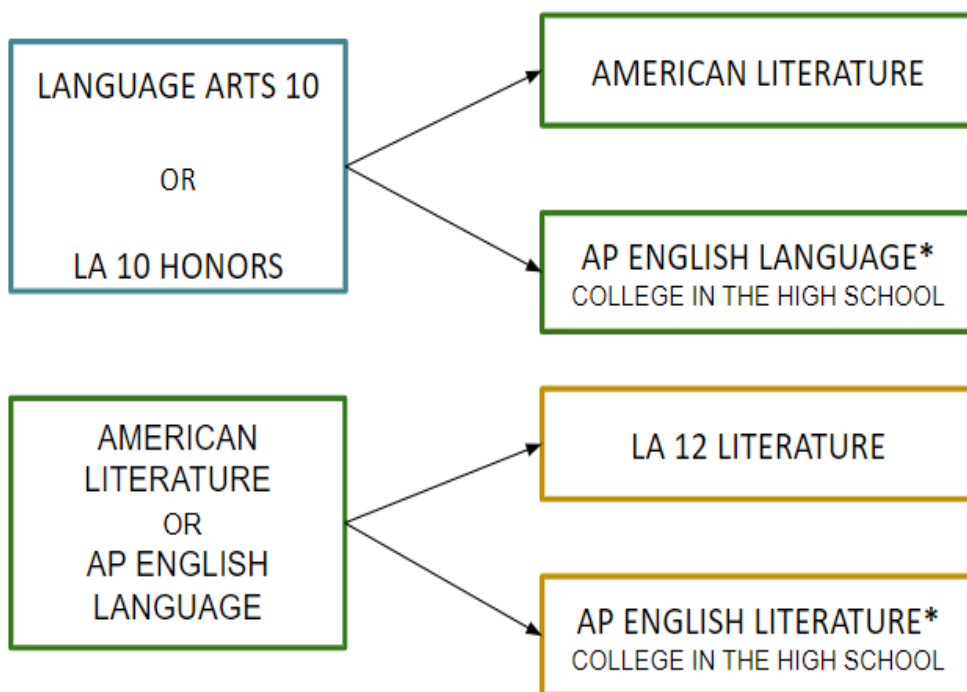 LANGUAGE ARTS 10
OR
LA 10 HONORS
AMERICAN LITERATURE
AP ENGLISH LANGUAGE*
COLLEGE IN THE HIGH SCHOOL
AMERICAN
LITERATURE
OR
AP ENGLISH
LANGUAGE
LA 12 LITERATURE
AP ENGLISH LITERATURE*
COLLEGE IN THE HIGH SCHOOL